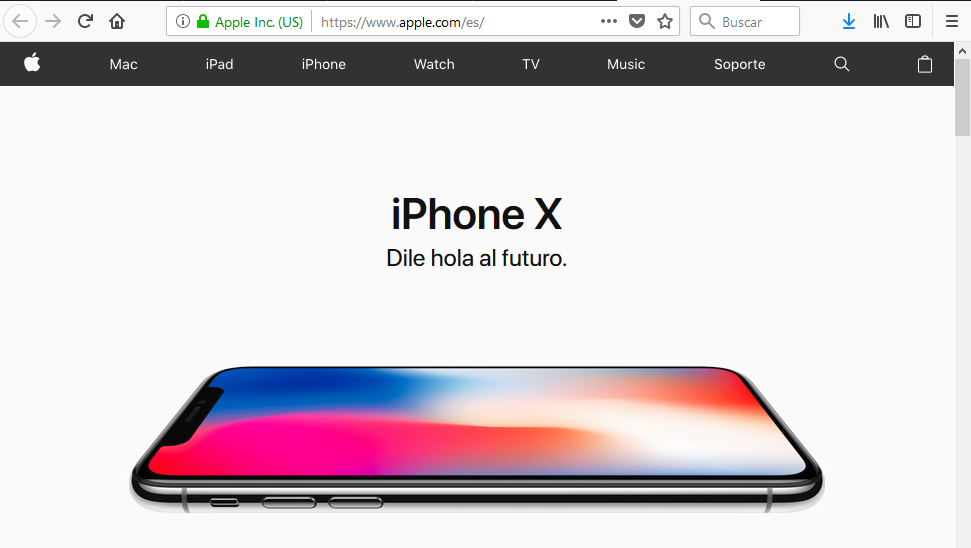 Apple Inc. (US) https://www.apple.com/es/ Buscar
Mac iPad iPhone Watch TV Music Soporte
iPhone X
Dile hola al futuro.